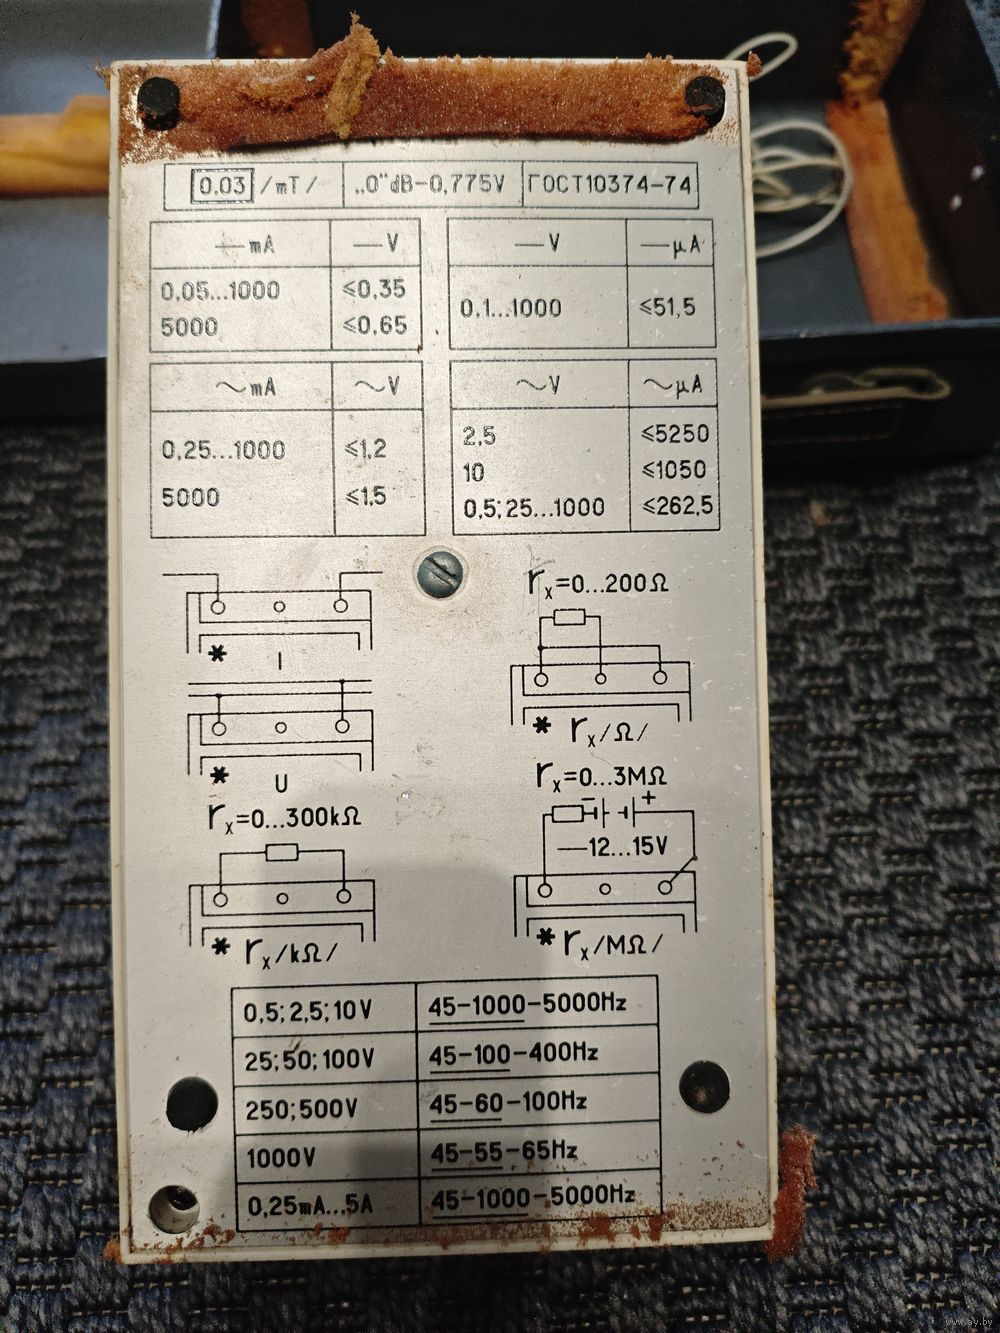 0,03 /mT/ „0"dB-0,775V ГОСТ10374-74
—mA —V
0,05...1000 ≤0,35
5000 ≤0,65
—V —μA
0,1...1000 ≤51,5
~mA ~V
0,25...1000 ≤1,2
5000 ≤1,5
~V ~μA
2,5 ≤5250
10 ≤1050
0,5;25...1000 ≤262,5
* I
* U
rx=0...300kΩ
* rx/kΩ/
rx=0...200Ω
* rx/Ω/
rx=0...3MΩ
- +
—12...15V
* rx/MΩ/
0,5;2,5;10V 45-1000-5000Hz
25;50;100V 45-100-400Hz
250;500V 45-60-100Hz
1000V 45-55-65Hz
0,25mA...5A 45-1000-5000Hz
www.ay.by